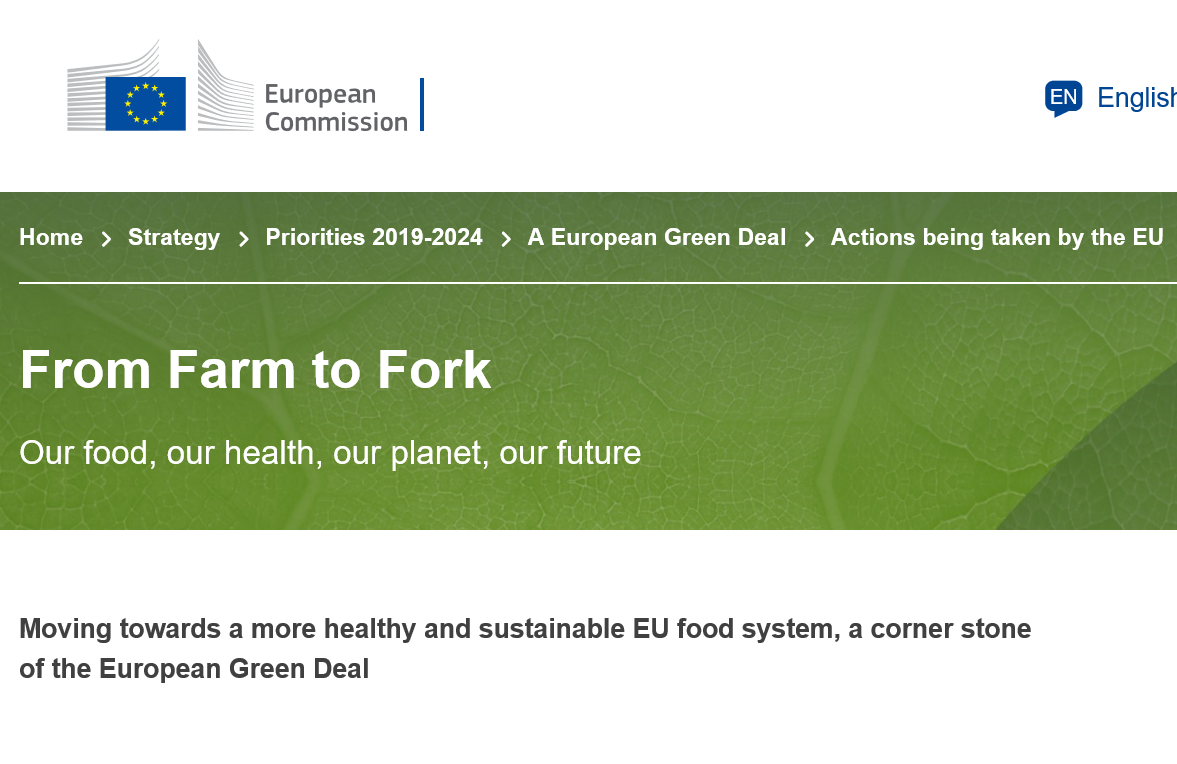 European
Commission
EN English
Home > Strategy > Priorities 2019-2024 > A European Green Deal > Actions being taken by the EU
From Farm to Fork
Our food, our health, our planet, our future
Moving towards a more healthy and sustainable EU food system, a corner stone
of the European Green Deal